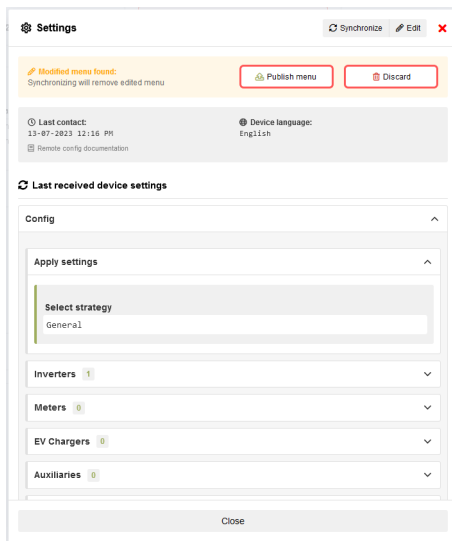 Settings
Synchronize
Edit
Modified menu found:
Synchronizing will remove edited menu
Publish menu
Discard
Last contact:
13-07-2023 12:16 PM
Remote config documentation
Device language:
English
Last received device settings
Config
Apply settings
Select strategy
General
Inverters 1
Meters 0
EV Chargers 0
Auxiliaries 0
Close